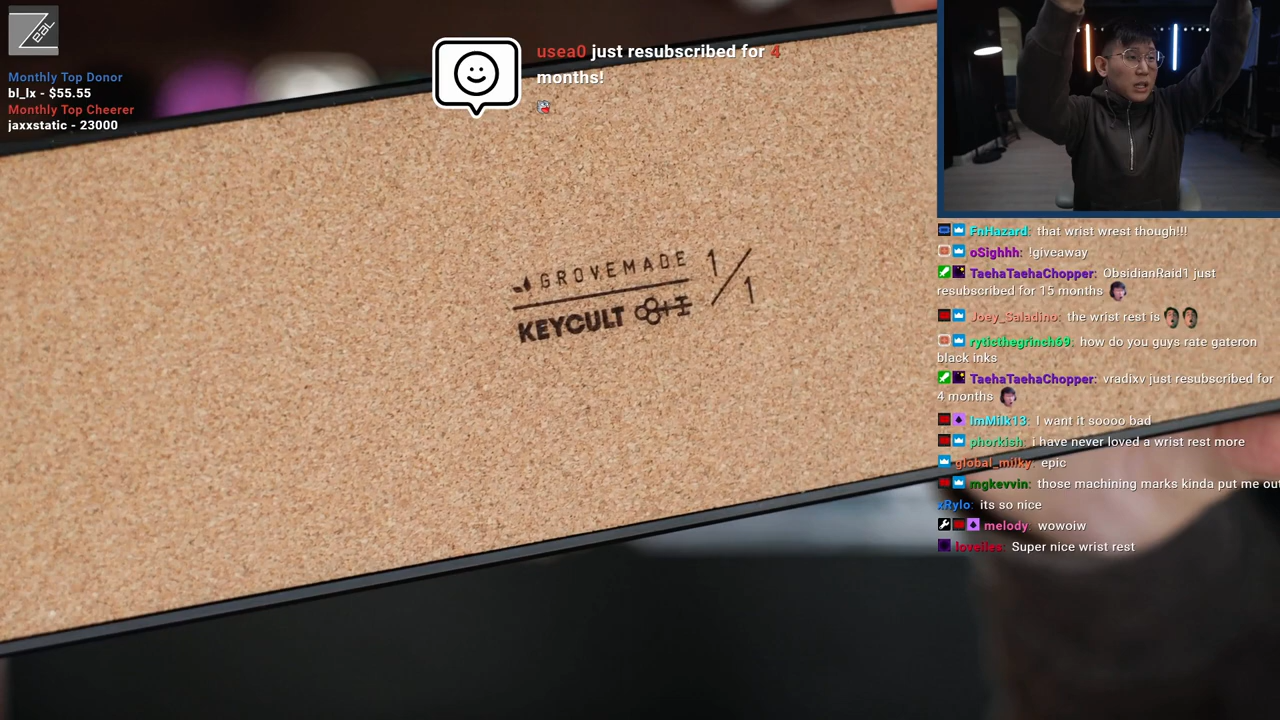 Zeal
Monthly Top Donor
bl_lx - $55.55
Monthly Top Cheerer
jaxxstatic - 23000
usea0 just resubscribed for 4
months!
GROVEMADE 1/1
KEYCULT
FnHazard: that wrist wrest though!!!
oSighhh: !giveaway
TaehaTaehaChopper: ObsidianRaid1 just
resubscribed for 15 months
Joey_Saladino: the wrist rest is
ryticthegrinch69: how do you guys rate gateron
black inks
TaehaTaehaChopper: vradixv just resubscribed for
4 months
ImMilk13: I want it soooo bad
phorkish: i have never loved a wrist rest more
global_milky: epic
mgkevvin: those machining marks kinda put me out
xRylo: its so nice
melody: wowoiw
loveiles: Super nice wrist rest